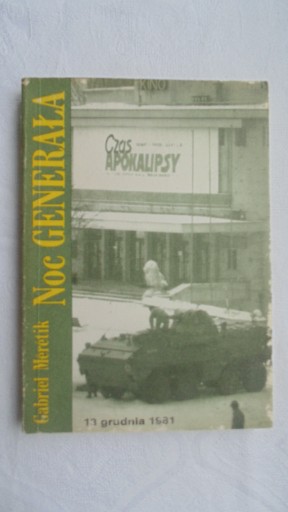 Gabriel Meretik
Noc GENERAŁA
KINO
Czas
APOKALIPSY
13 grudnia 1981